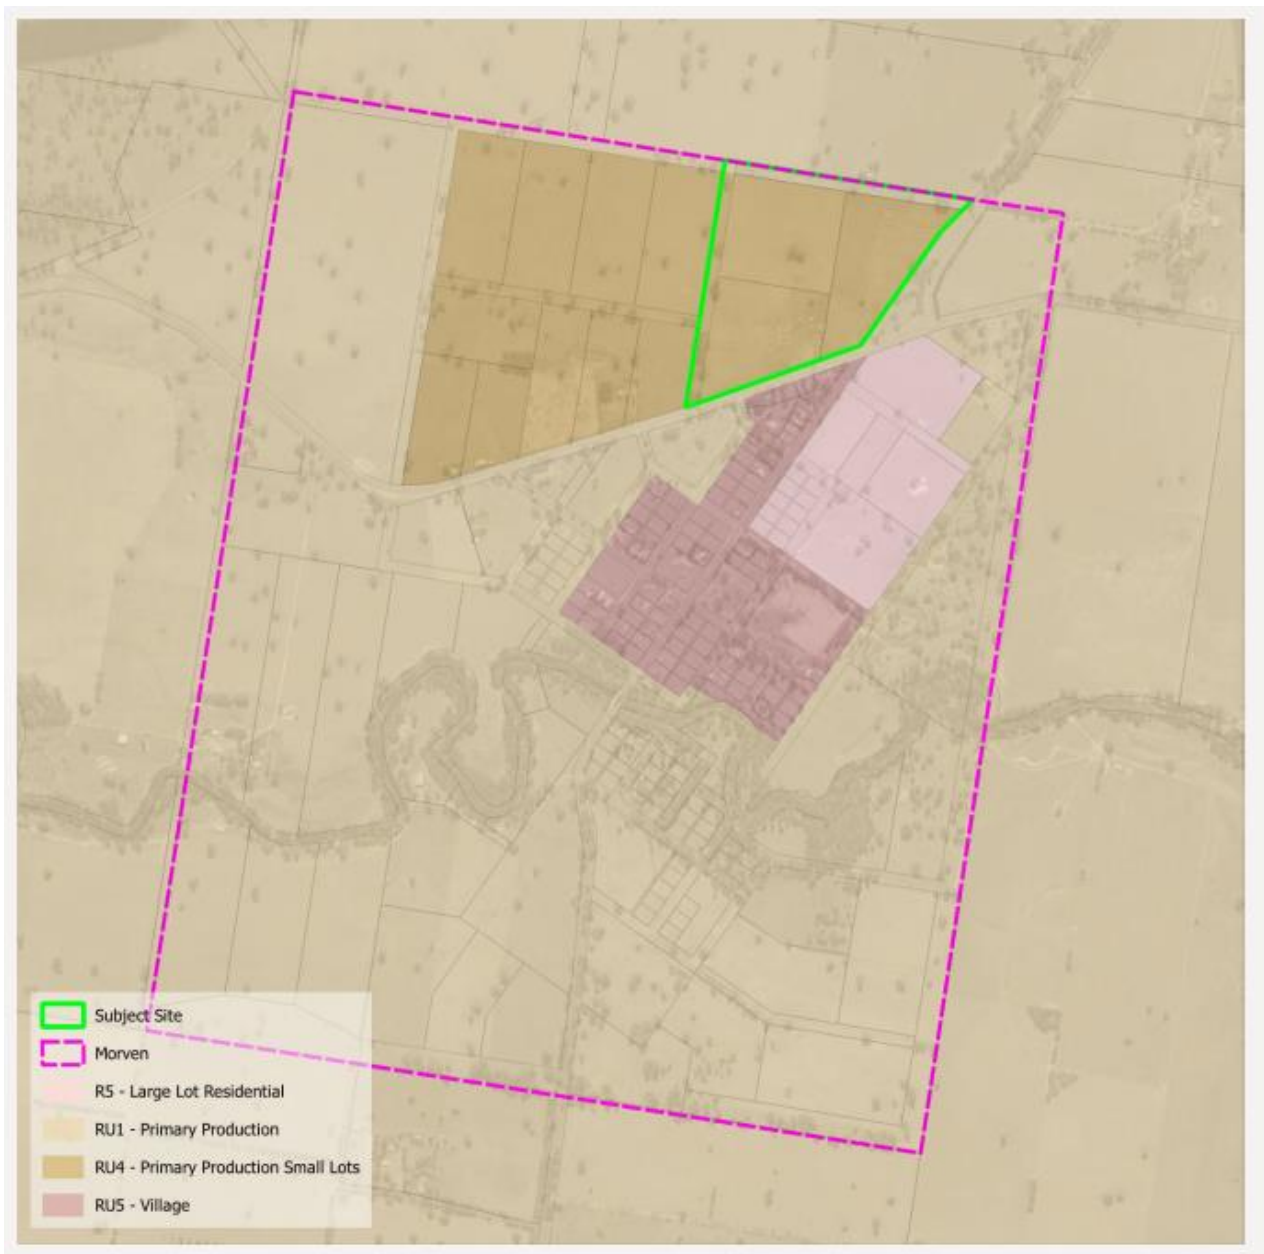 Subject Site
Morven
R5 - Large Lot Residential
RU1 - Primary Production
RU4 - Primary Production Small Lots
RU5 - Village